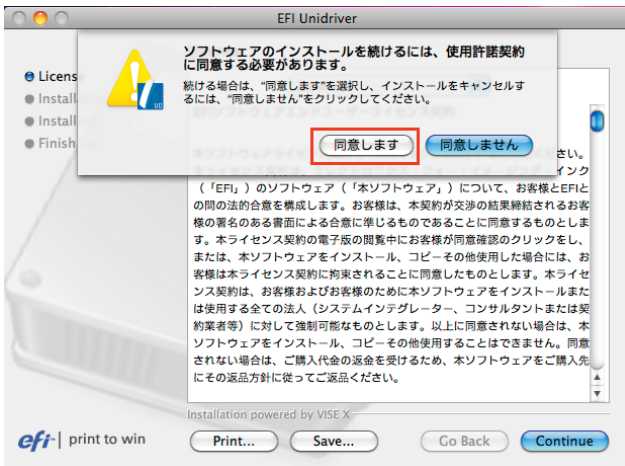 EFI Unidriver
ソフトウェアのインストールを続けるには、使用許諾契約
に同意する必要があります。
続ける場合は、"同意します"を選択し、インストールをキャンセルす
るには、"同意しません"をクリックしてください。
同意します
同意しません
Licens
Install
Install
Finish
さい。
インク
（「EFI」）のソフトウェア（「本ソフトウェア」）について、お客様とEFIと
の間の法的合意を構成します。お客様は、本契約が交渉の結果締結されるお客
様の署名のある書面による合意に準じるものであることに同意するものとしま
す。本ライセンス契約の電子版の閲覧中にお客様が同意確認のクリックをし、
または、本ソフトウェアをインストール、コピーその他使用した場合には、お
客様は本ライセンス契約に拘束されることに同意したものとします。本ライセ
ンス契約は、お客様およびお客様のために本ソフトウェアをインストールまた
は使用する全ての法人（システムインテグレーター、コンサルタントまたは契
約業者等）に対して強制可能なものとします。以上に同意されない場合は、本
ソフトウェアをインストール、コピーその他使用することはできません。同意
されない場合は、ご購入代金の返金を受けるため、本ソフトウェアをご購入先
にその返品方針に従ってご返品ください。
Installation powered by VISE X
efi print to win
Print... Save... Go Back Continue